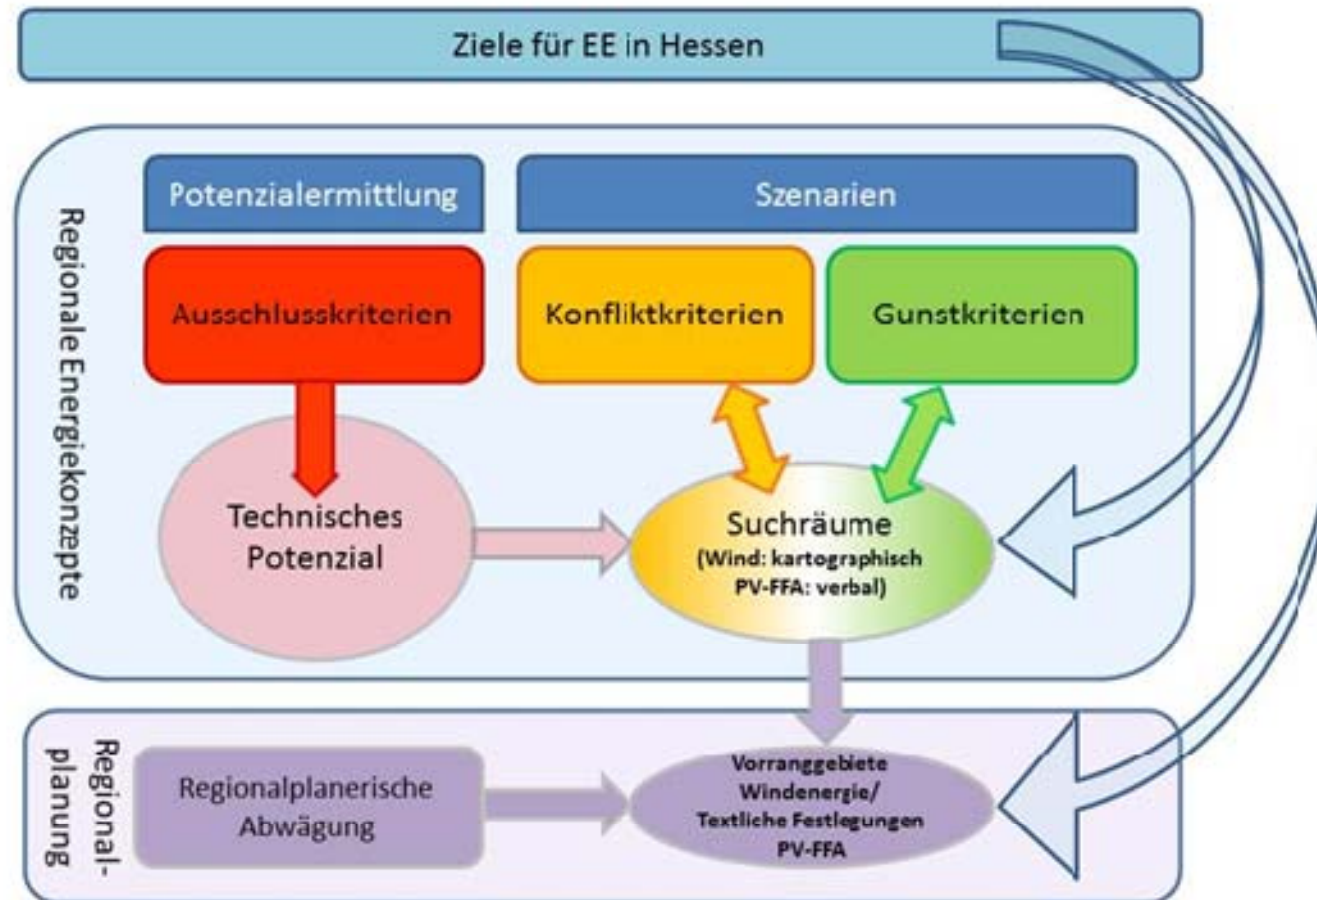 Ziele für EE in Hessen
Regionale Energiekonzepte
Potenzialermittlung
Szenarien
Ausschlusskriterien
Konfliktkriterien
Gunstkriterien
Technisches
Potenzial
Suchräume
(Wind: kartographisch
PV-FFA: verbal)
Regional-
planung
Regionalplanerische
Abwägung
Vorranggebiete
Windenergie/
Textliche Festlegungen
PV-FFA